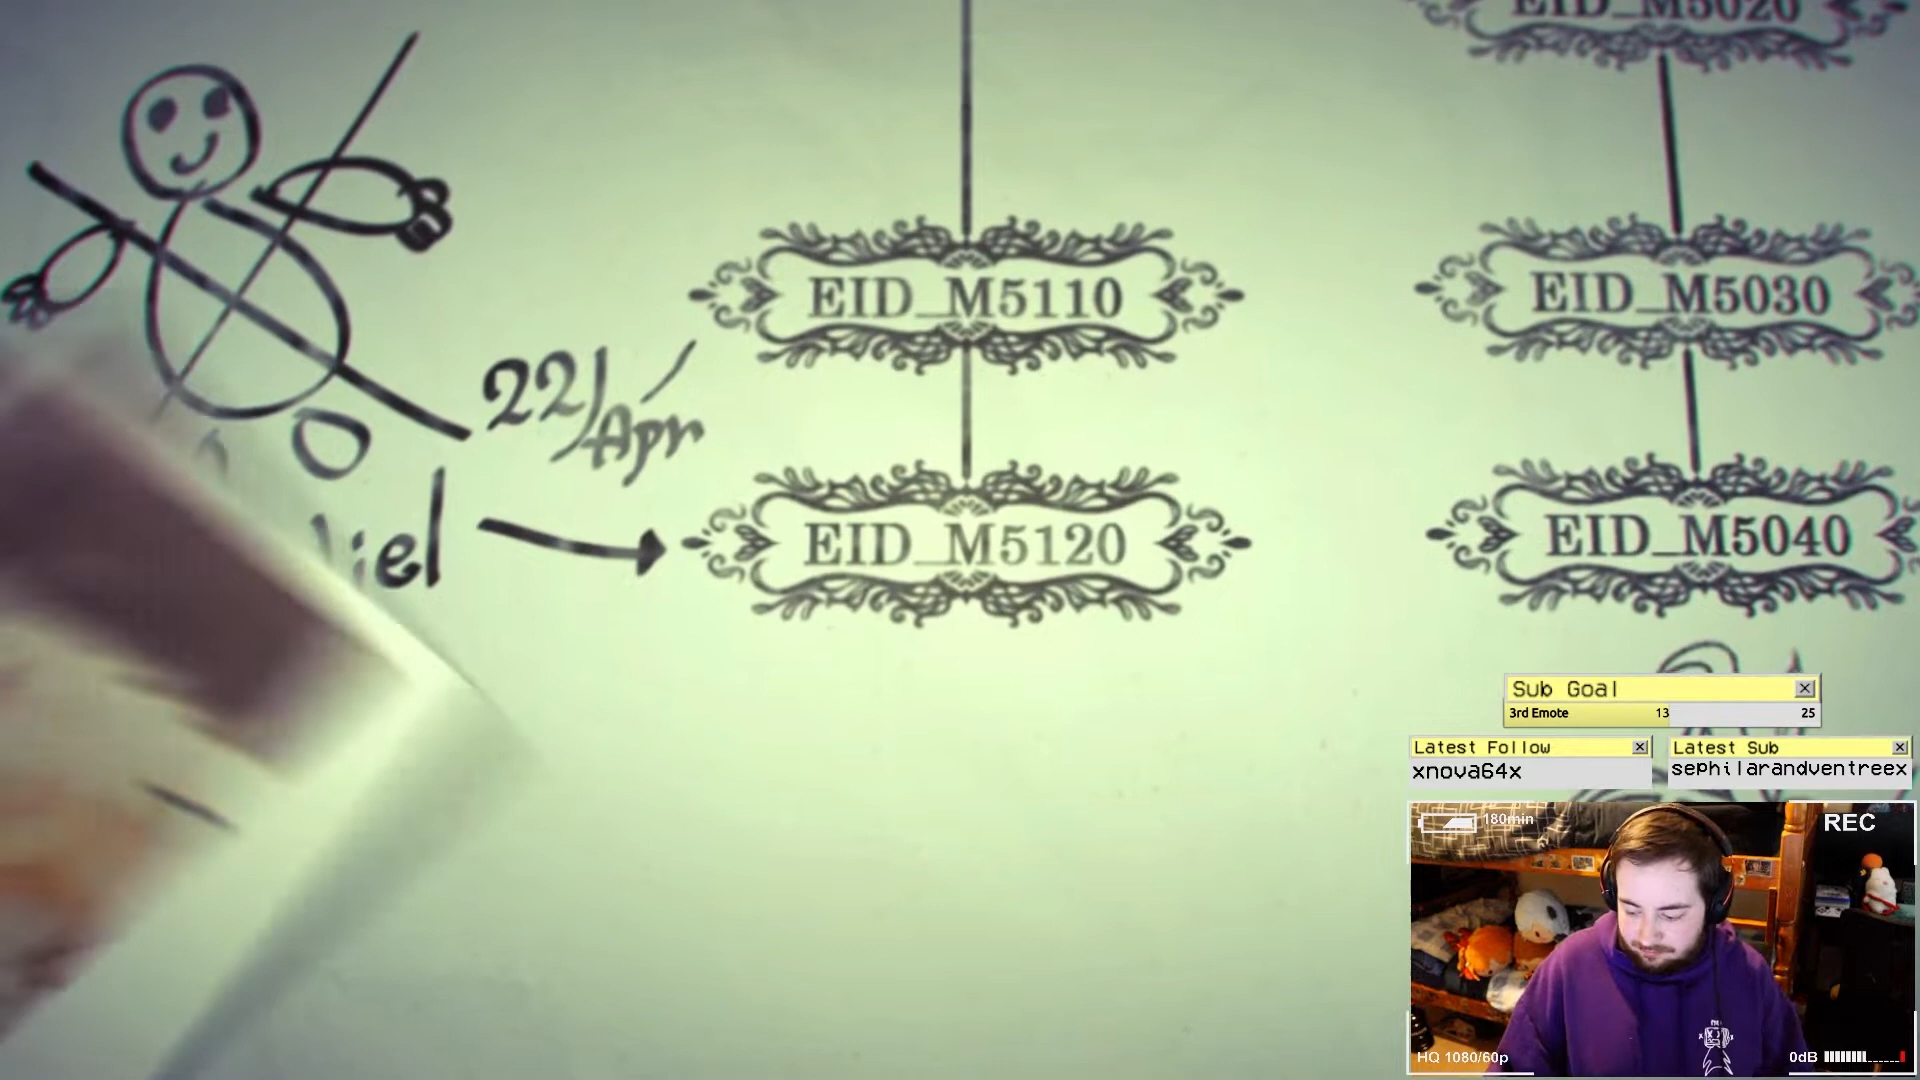 EID_M5020
EID_M5110
EID_M5030
22/Apr
iel
EID_M5120
EID_M5040
Sub Goal
3rd Emote 13 25
Latest Follow
xnova64x
Latest Sub
sephilarandventreex
180min
REC
HQ 1080/60p
0dB